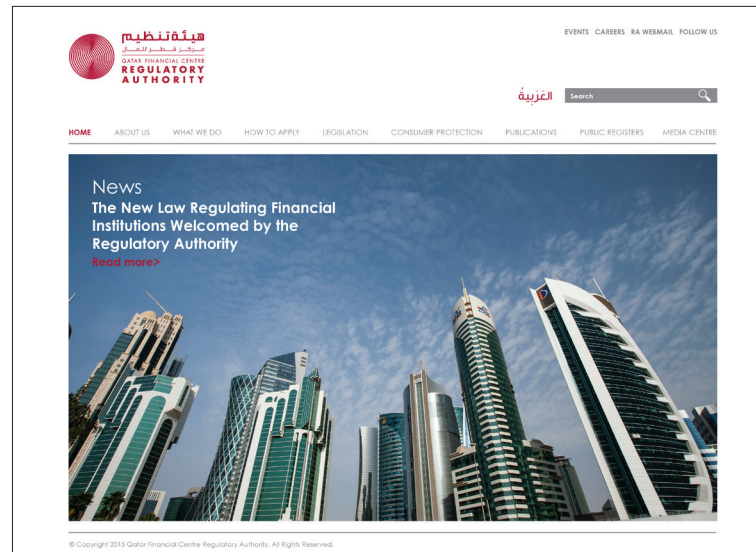 هيئة تنظيم
مركز قطر للمال
QATAR FINANCIAL CENTRE
REGULATORY
AUTHORITY
EVENTS CAREERS RA WEBMAIL FOLLOW US
العَرَبِيةُ
Search
HOME ABOUT US WHAT WE DO HOW TO APPLY LEGISLATION CONSUMER PROTECTION PUBLICATIONS PUBLIC REGISTERS MEDIA CENTRE
News
The New Law Regulating Financial
Institutions Welcomed by the
Regulatory Authority
Read more>
© Copyright 2015 Qatar Financial Centre Regulatory Authority. All Rights Reserved.